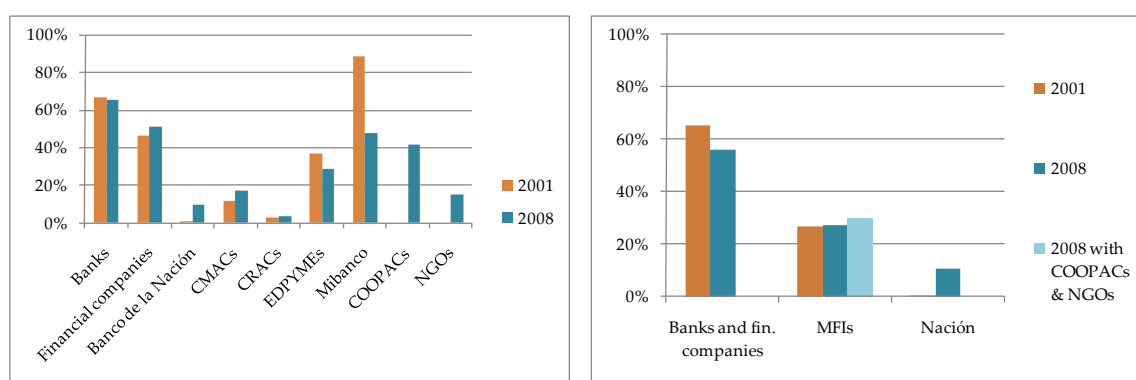 100%
80%
60%
40%
20%
0%
Banks
Financial companies
Banco de la Nación
CMACs
CRACs
EDPYMEs
Mibanco
COOPACs
NGOs
2001
2008
100%
80%
60%
40%
20%
0%
Banks and fin.
companies
MFIs
Nación
2001
2008
2008 with
COOPACs
& NGOs